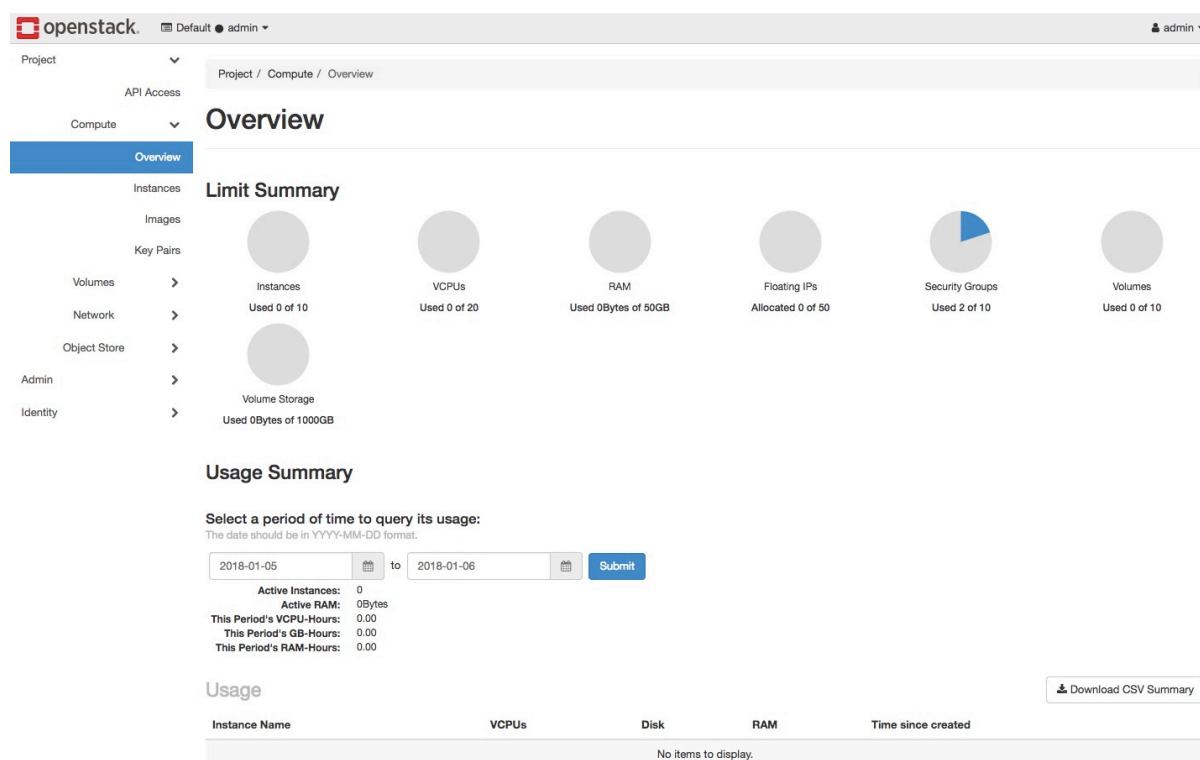 openstack. Default ● admin admin
Project
API Access
Compute
Overview
Instances
Images
Key Pairs
Volumes
Network
Object Store
Admin
Identity
Project / Compute / Overview
Overview
Limit Summary
Instances
Used 0 of 10
VCPUs
Used 0 of 20
RAM
Used 0Bytes of 50GB
Floating IPs
Allocated 0 of 50
Security Groups
Used 2 of 10
Volumes
Used 0 of 10
Volume Storage
Used 0Bytes of 1000GB
Usage Summary
Select a period of time to query its usage:
The date should be in YYYY-MM-DD format.
2018-01-05 to 2018-01-06 Submit
Active Instances: 0
Active RAM: 0Bytes
This Period's VCPU-Hours: 0.00
This Period's GB-Hours: 0.00
This Period's RAM-Hours: 0.00
Usage Download CSV Summary
Instance Name VCPUs Disk RAM Time since created
No items to display.